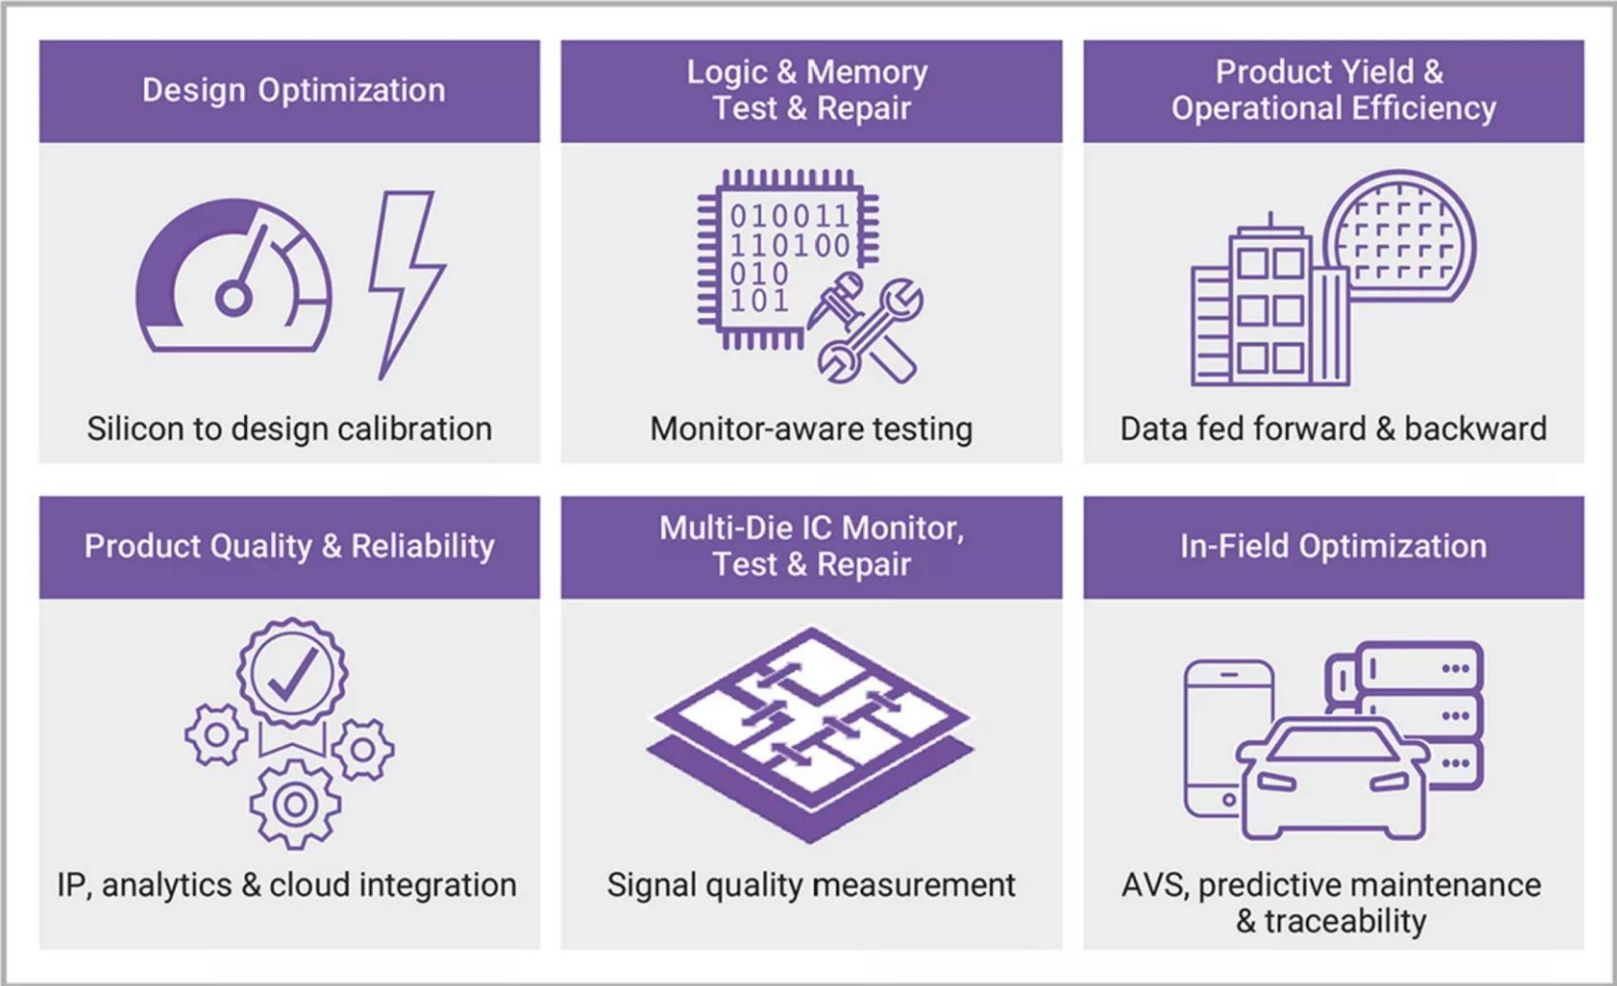 Design Optimization
Silicon to design calibration
Logic & Memory
Test & Repair
010011
110100
010
101
Monitor-aware testing
Product Yield &
Operational Efficiency
Data fed forward & backward
Product Quality & Reliability
IP, analytics & cloud integration
Multi-Die IC Monitor,
Test & Repair
Signal quality measurement
In-Field Optimization
AVS, predictive maintenance
& traceability